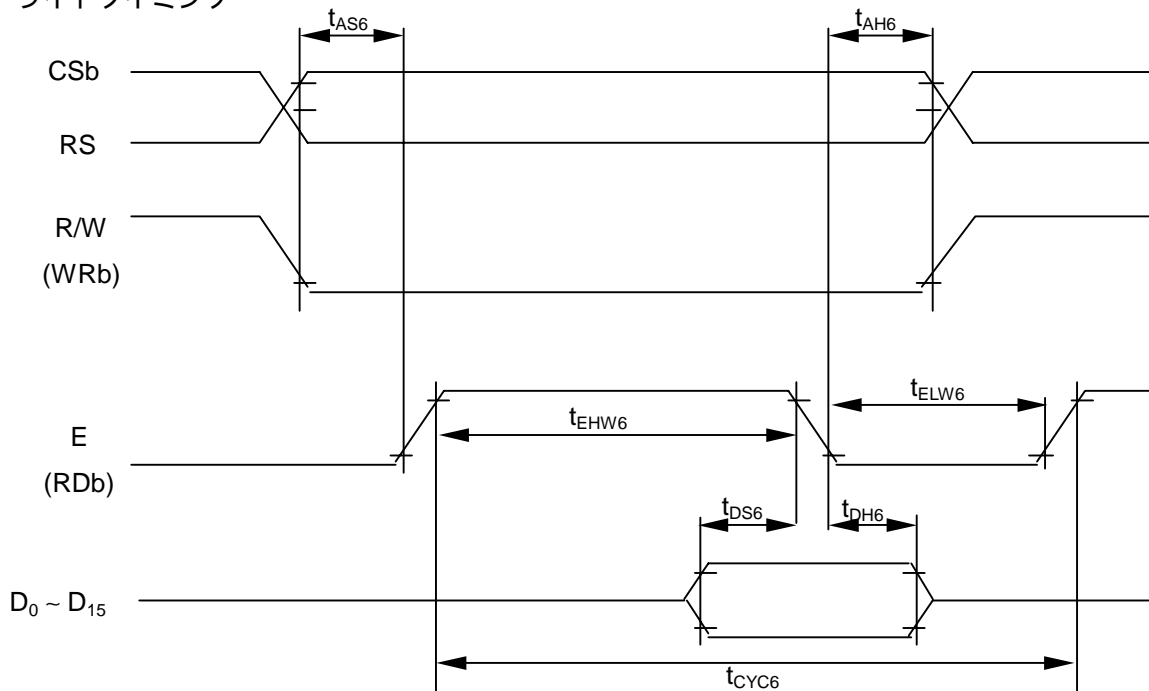 ライトタイミング
tAS6
tAH6
CSb
RS
R/W
(WRb)
tELW6
tEHW6
E
(RDb)
tDS6
tDH6
D0 ~ D15
tCYC6